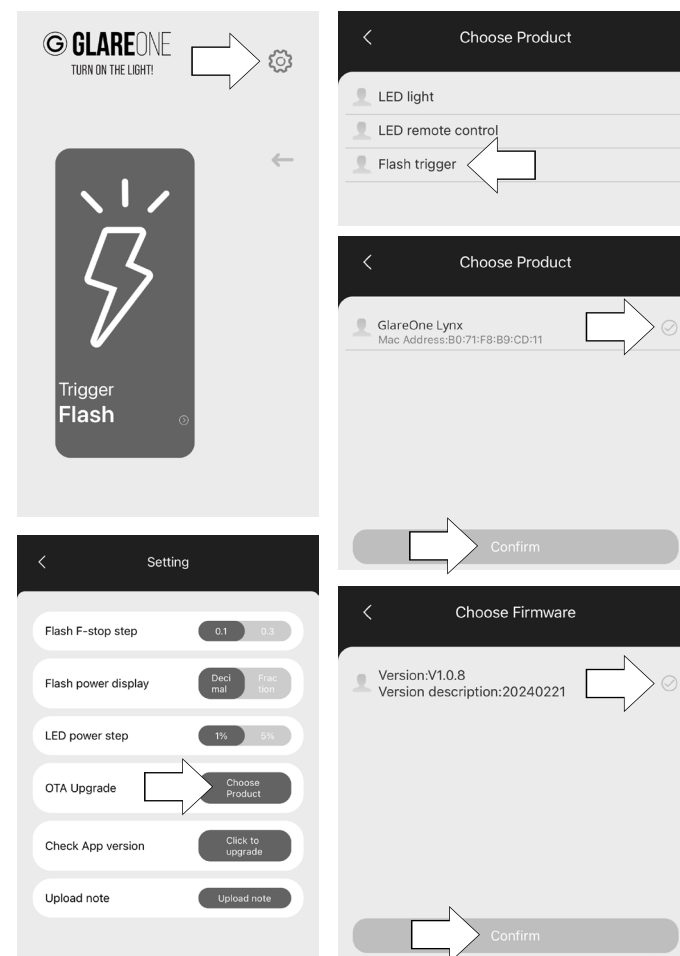 G GLAREONE
TURN ON THE LIGHT!
Trigger
Flash
Setting
Flash F-stop step
0.1
0.3
Flash power display
Deci
mal
Frac
tion
LED power step
1%
5%
OTA Upgrade
Choose
Product
Check App version
Click to
upgrade
Upload note
Upload note
Choose Product
LED light
LED remote control
Flash trigger
Choose Product
GlareOne Lynx
Mac Address:B0:71:F8:B9:CD:11
Confirm
Choose Firmware
Version:V1.0.8
Version description:20240221
Confirm